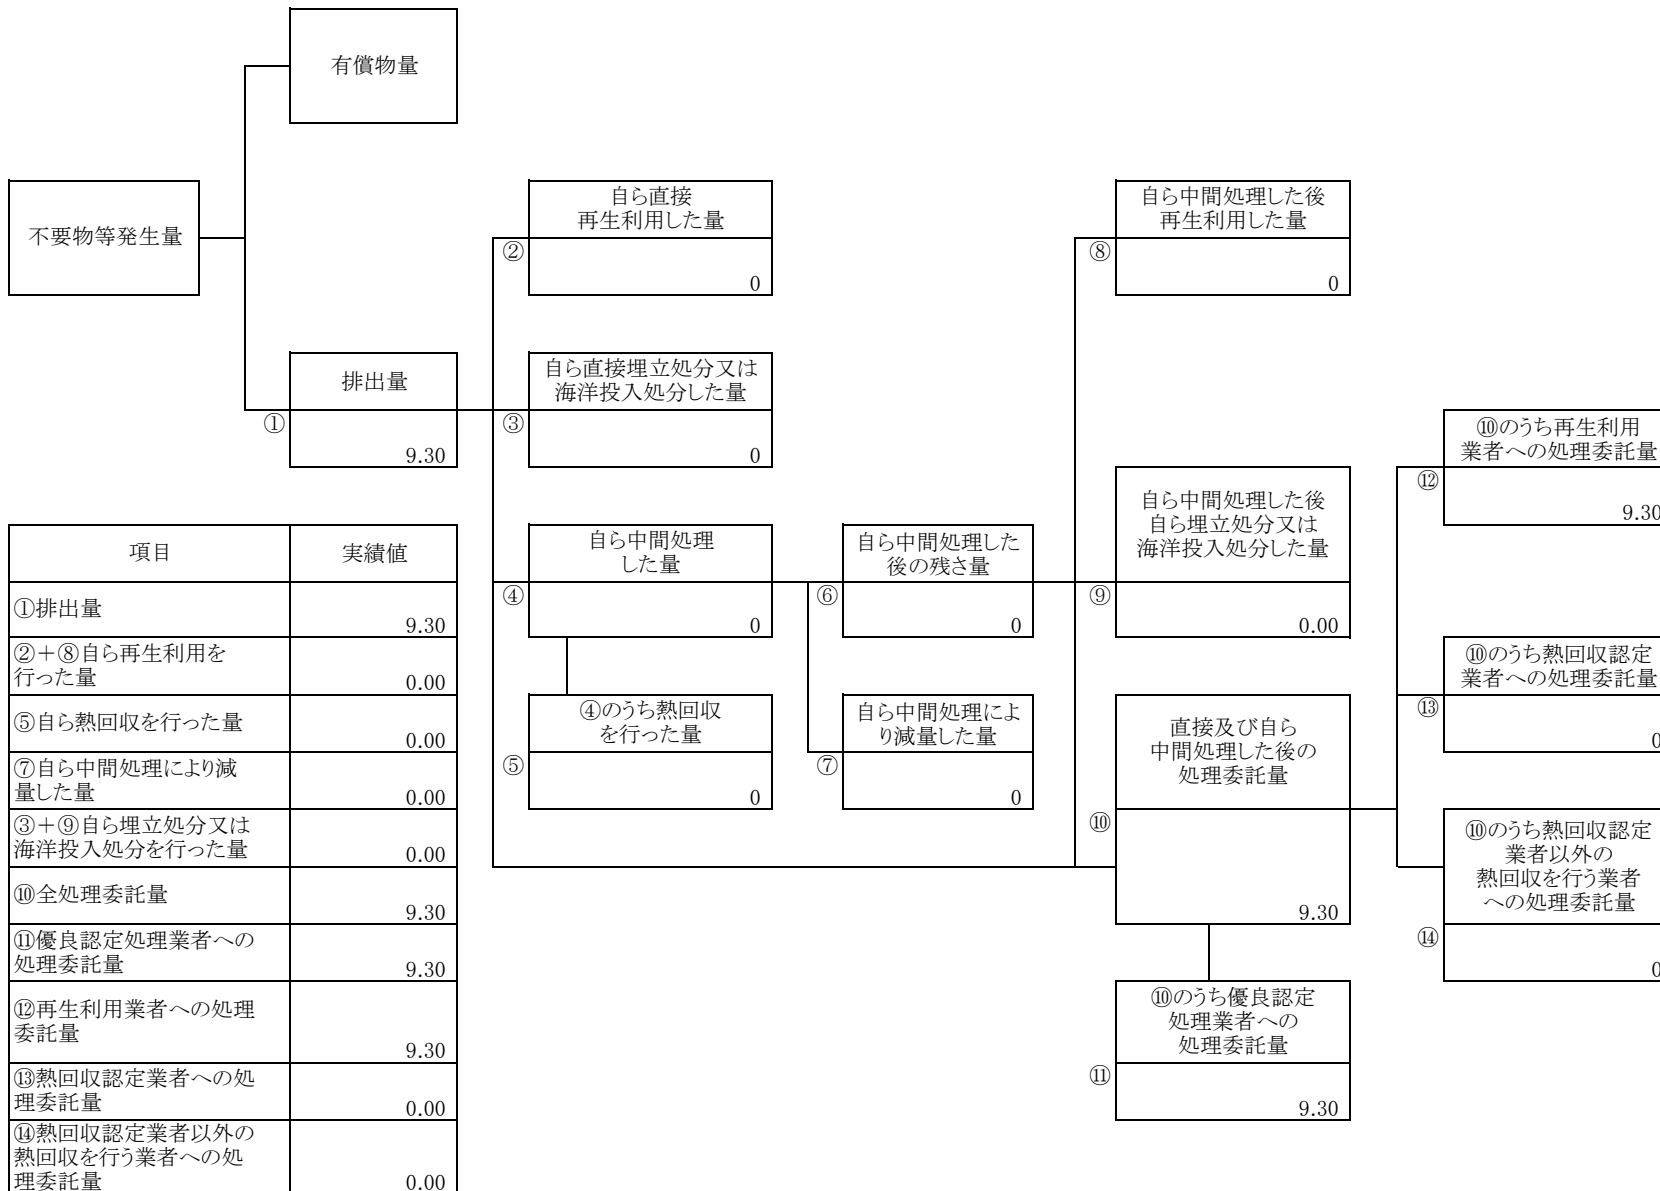 有償物量
不要物等発生量
排出量
①
9.30
自ら直接
再生利用した量
②
0
自ら直接埋立処分又は
海洋投入処分した量
③
0
自ら中間処理
した量
④
0
④のうち熱回収
を行った量
⑤
0
自ら中間処理した
後の残さ量
⑥
0
自ら中間処理によ
り減量した量
⑦
0
自ら中間処理した後
再生利用した量
⑧
0
自ら中間処理した後
自ら埋立処分又は
海洋投入処分した量
⑨
0.00
直接及び自ら
中間処理した後の
処理委託量
⑩
9.30
⑩のうち優良認定
処理業者への
処理委託量
⑪
9.30
⑩のうち再生利用
業者への処理委託量
⑫
9.30
⑩のうち熱回収認定
業者への処理委託量
⑬
0
⑩のうち熱回収認定
業者以外の
熱回収を行う業者
への処理委託量
⑭
0
項目 実績値
①排出量 9.30
②+⑧自ら再生利用を
行った量 0.00
⑤自ら熱回収を行った量 0.00
⑦自ら中間処理により減
量した量 0.00
③+⑨自ら埋立処分又は
海洋投入処分を行った量 0.00
⑩全処理委託量 9.30
⑪優良認定処理業者への
処理委託量 9.30
⑫再生利用業者への処理
委託量 9.30
⑬熱回収認定業者への処
理委託量 0.00
⑭熱回収認定業者以外の
熱回収を行う業者への処
理委託量 0.00